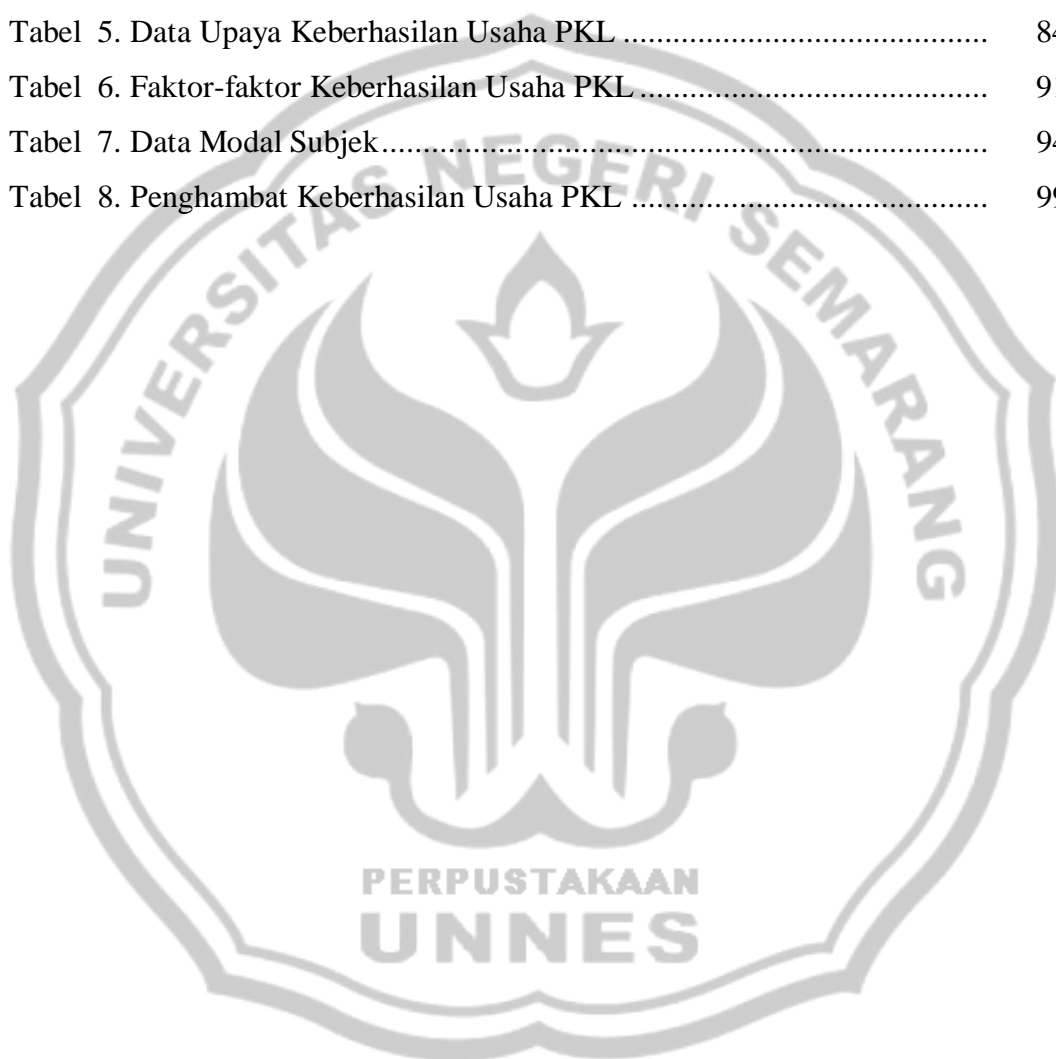 Tabel 5. Data Upaya Keberhasilan Usaha PKL ............................................. 84
Tabel 6. Faktor-faktor Keberhasilan Usaha PKL ........................................... 91
Tabel 7. Data Modal Subjek.......................................................................... 94
Tabel 8. Penghambat Keberhasilan Usaha PKL ............................................ 99
UNIVERSITAS NEGERI SEMARANG
PERPUSTAKAAN
UNNES